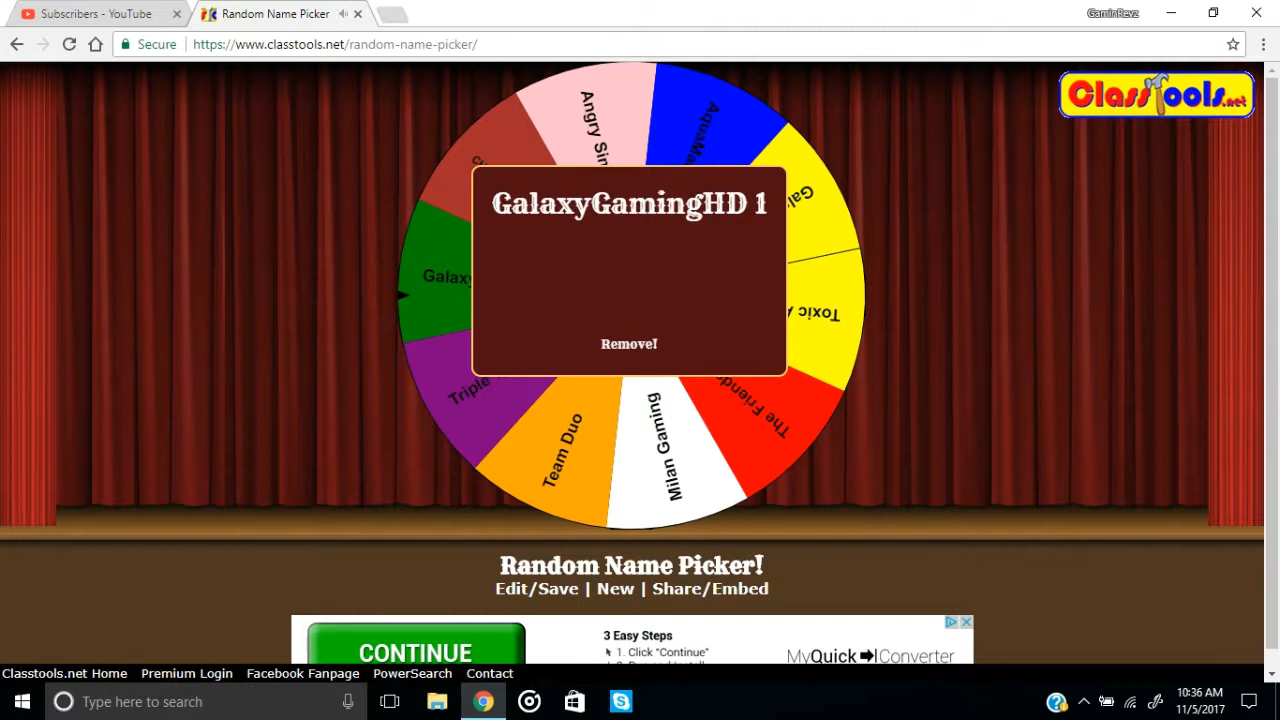 Subscribers - YouTube
Random Name Picker
GaminRevz
Secure
https://www.classtools.net/random-name-picker/
ClassTools.net
Angry Sin
AquaMa
Gal
Toxic
The Friend
Milan Gaming
Team Duo
Triple
Galaxy
GalaxyGamingHD 1
Remove!
Random Name Picker!
Edit/Save | New | Share/Embed
CONTINUE
3 Easy Steps
1. Click "Continue"
MyQuick Converter
Classtools.net Home Premium Login Facebook Fanpage PowerSearch Contact
Type here to search
10:36 AM
11/5/2017